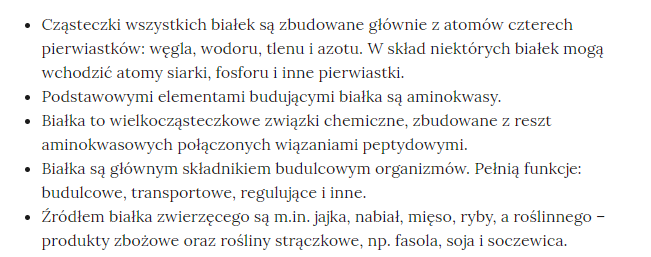 • Cząsteczki wszystkich białek są zbudowane głównie z atomów czterech
pierwiastków: węgla, wodoru, tlenu i azotu. W skład niektórych białek mogą
wchodzić atomy siarki, fosforu i inne pierwiastki.
• Podstawowymi elementami budującymi białka są aminokwasy.
• Białka to wielkocząsteczkowe związki chemiczne, zbudowane z reszt
aminokwasowych połączonych wiązaniami peptydowymi.
• Białka są głównym składnikiem budulcowym organizmów. Pełnią funkcje:
budulcowe, transportowe, regulujące i inne.
• Źródłem białka zwierzęcego są m.in. jajka, nabiał, mięso, ryby, a roślinnego –
produkty zbożowe oraz rośliny strączkowe, np. fasola, soja i soczewica.